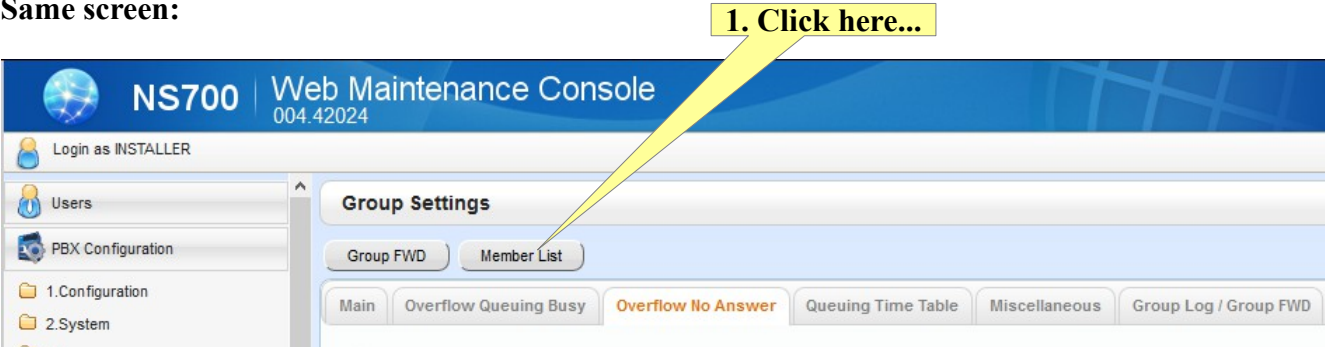 Same screen:
1. Click here...
NS700
Web Maintenance Console
004.42024
Login as INSTALLER
Users
PBX Configuration
1.Configuration
2.System
Group Settings
Group FWD Member List
Main Overflow Queuing Busy Overflow No Answer Queuing Time Table Miscellaneous Group Log / Group FWD